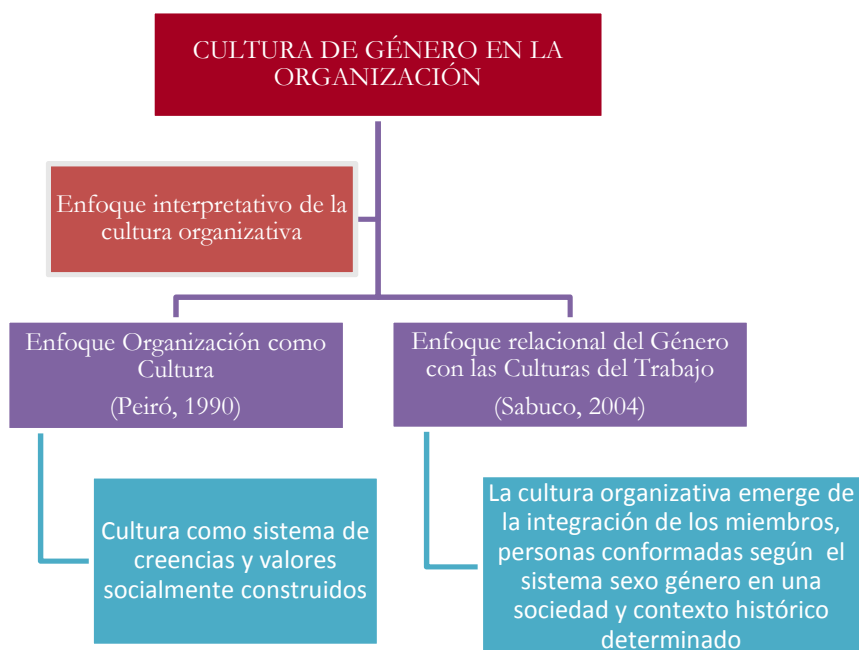 CULTURA DE GÉNERO EN LA
ORGANIZACIÓN
Enfoque interpretativo de la
cultura organizativa
Enfoque Organización como
Cultura
(Peiró, 1990)
Enfoque relacional del Género
con las Culturas del Trabajo
(Sabuco, 2004)
Cultura como sistema de
creencias y valores
socialmente construidos
La cultura organizativa emerge de
la integración de los miembros,
personas conformadas según el
sistema sexo género en una
sociedad y contexto histórico
determinado